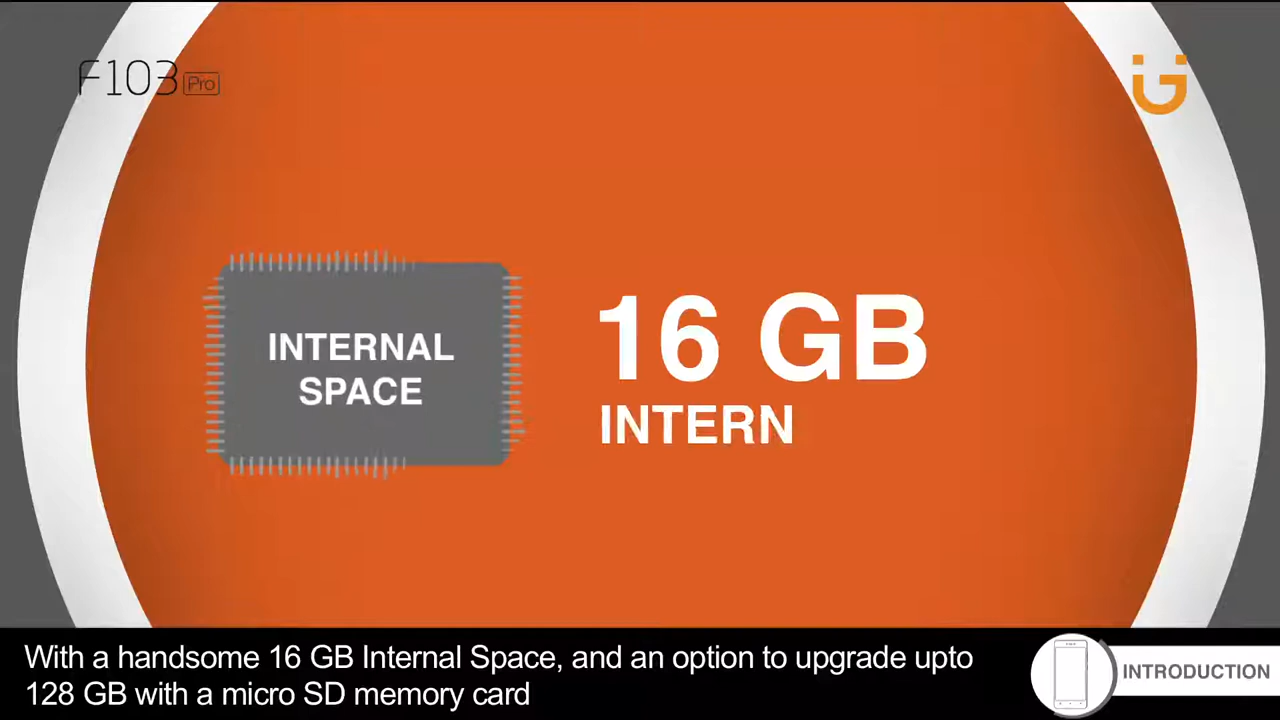 F103 Pro
INTERNAL
SPACE
16 GB
INTERN
With a handsome 16 GB Internal Space, and an option to upgrade upto
128 GB with a micro SD memory card
INTRODUCTION